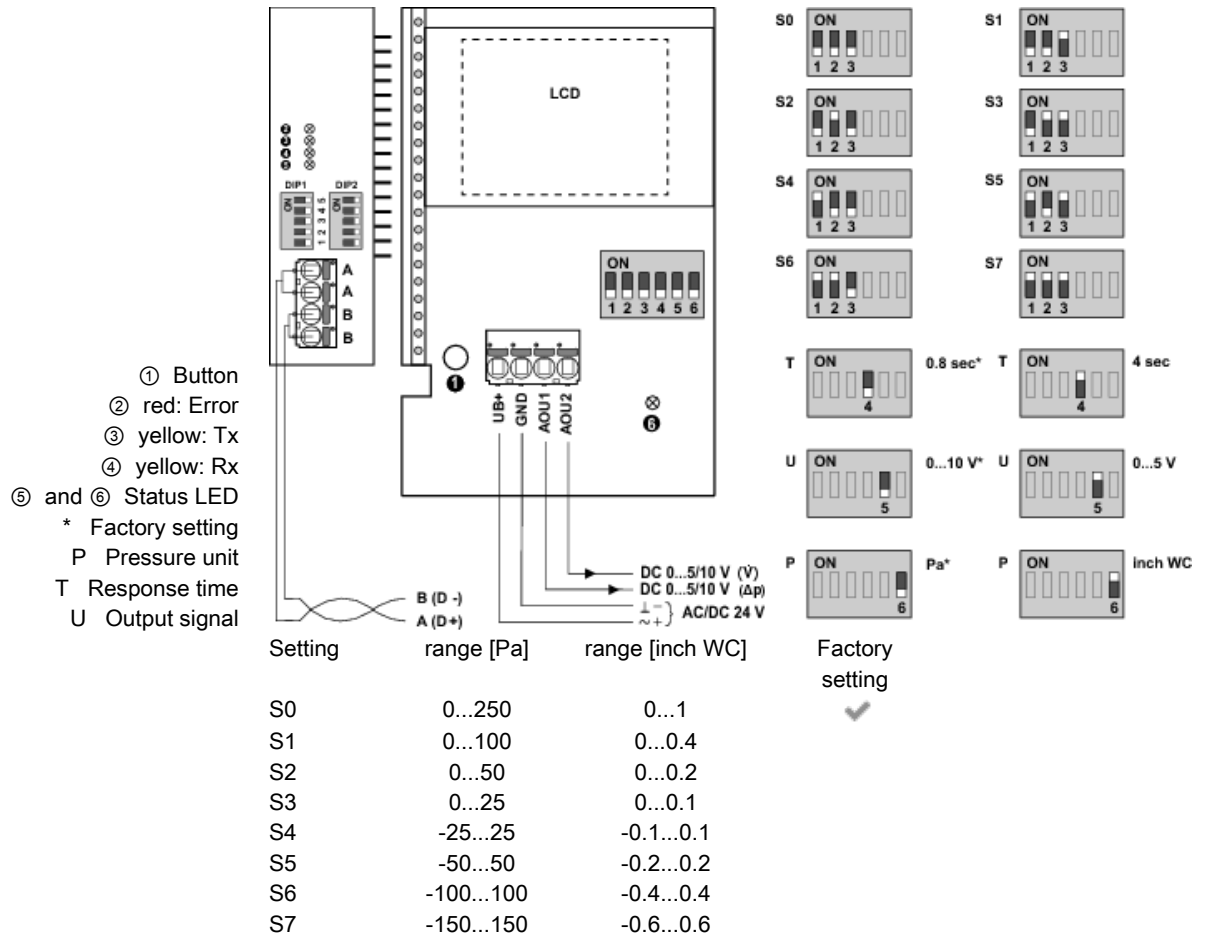 LCD
❷
❸
❹
❺
DIP1 DIP2
ON ON
1 2 3 4 5
A
A
B
B
ON
1 2 3 4 5 6
❶
❻
UB+
GND
AOU1
AOU2
DC 0...5/10 V (V̇)
DC 0...5/10 V (Δp)
⊥ −
~ + } AC/DC 24 V
B (D -)
A (D+)
① Button
② red: Error
③ yellow: Tx
④ yellow: Rx
⑤ and ⑥ Status LED
* Factory setting
P Pressure unit
T Response time
U Output signal
S0 ON
1 2 3
S1 ON
1 2 3
S2 ON
1 2 3
S3 ON
1 2 3
S4 ON
1 2 3
S5 ON
1 2 3
S6 ON
1 2 3
S7 ON
1 2 3
T ON 0.8 sec*
4
T ON 4 sec
4
U ON 0...10 V*
5
U ON 0...5 V
5
P ON Pa*
6
P ON inch WC
6
Setting range [Pa] range [inch WC] Factory
setting
S0 0...250 0...1 ✔
S1 0...100 0...0.4
S2 0...50 0...0.2
S3 0...25 0...0.1
S4 -25...25 -0.1...0.1
S5 -50...50 -0.2...0.2
S6 -100...100 -0.4...0.4
S7 -150...150 -0.6...0.6